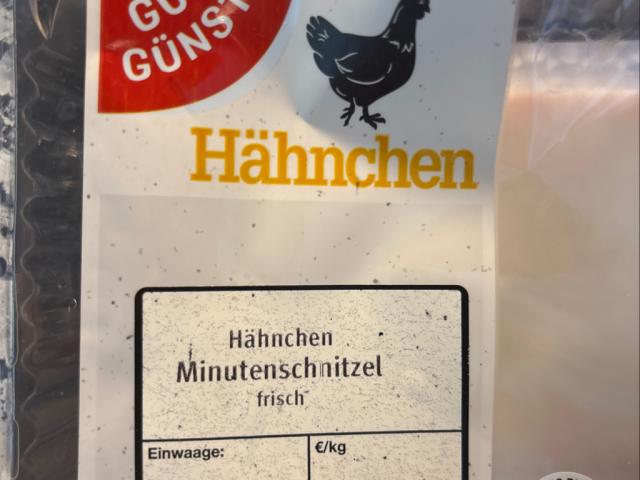 GÜNST
Hähnchen
Hähnchen
Minutenschnitzel
frisch
Einwaage:
€/kg